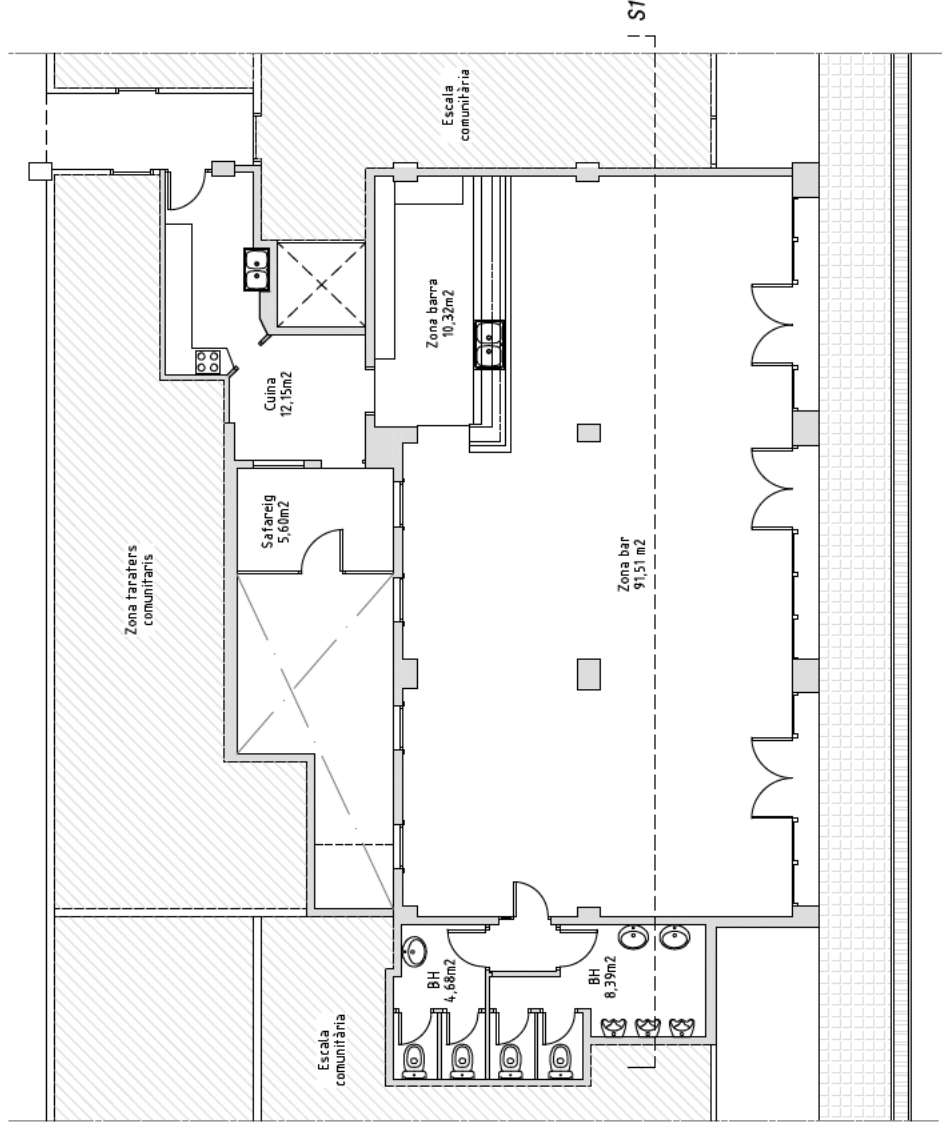 S1
Escala
comunitària
Zona barra
10,32m2
Cuina
12,15m2
Safareig
5,60m2
Zona taraters
comunitaris
Zona bar
91,51 m2
BH
4,68m2
BH
8,39m2
Escala
comunitària